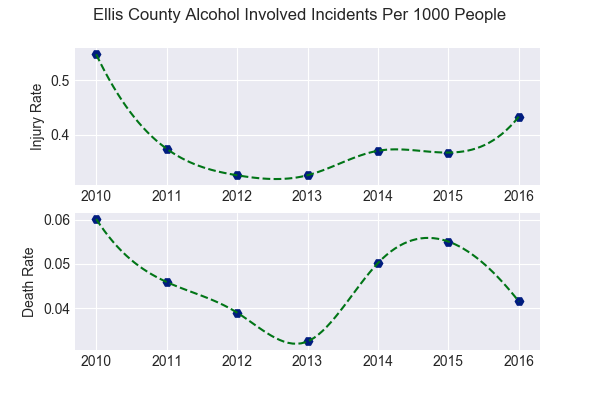 Ellis County Alcohol Involved Incidents Per 1000 People
Injury Rate
0.5
0.4
2010 2011 2012 2013 2014 2015 2016
Death Rate
0.06
0.05
0.04
2010 2011 2012 2013 2014 2015 2016